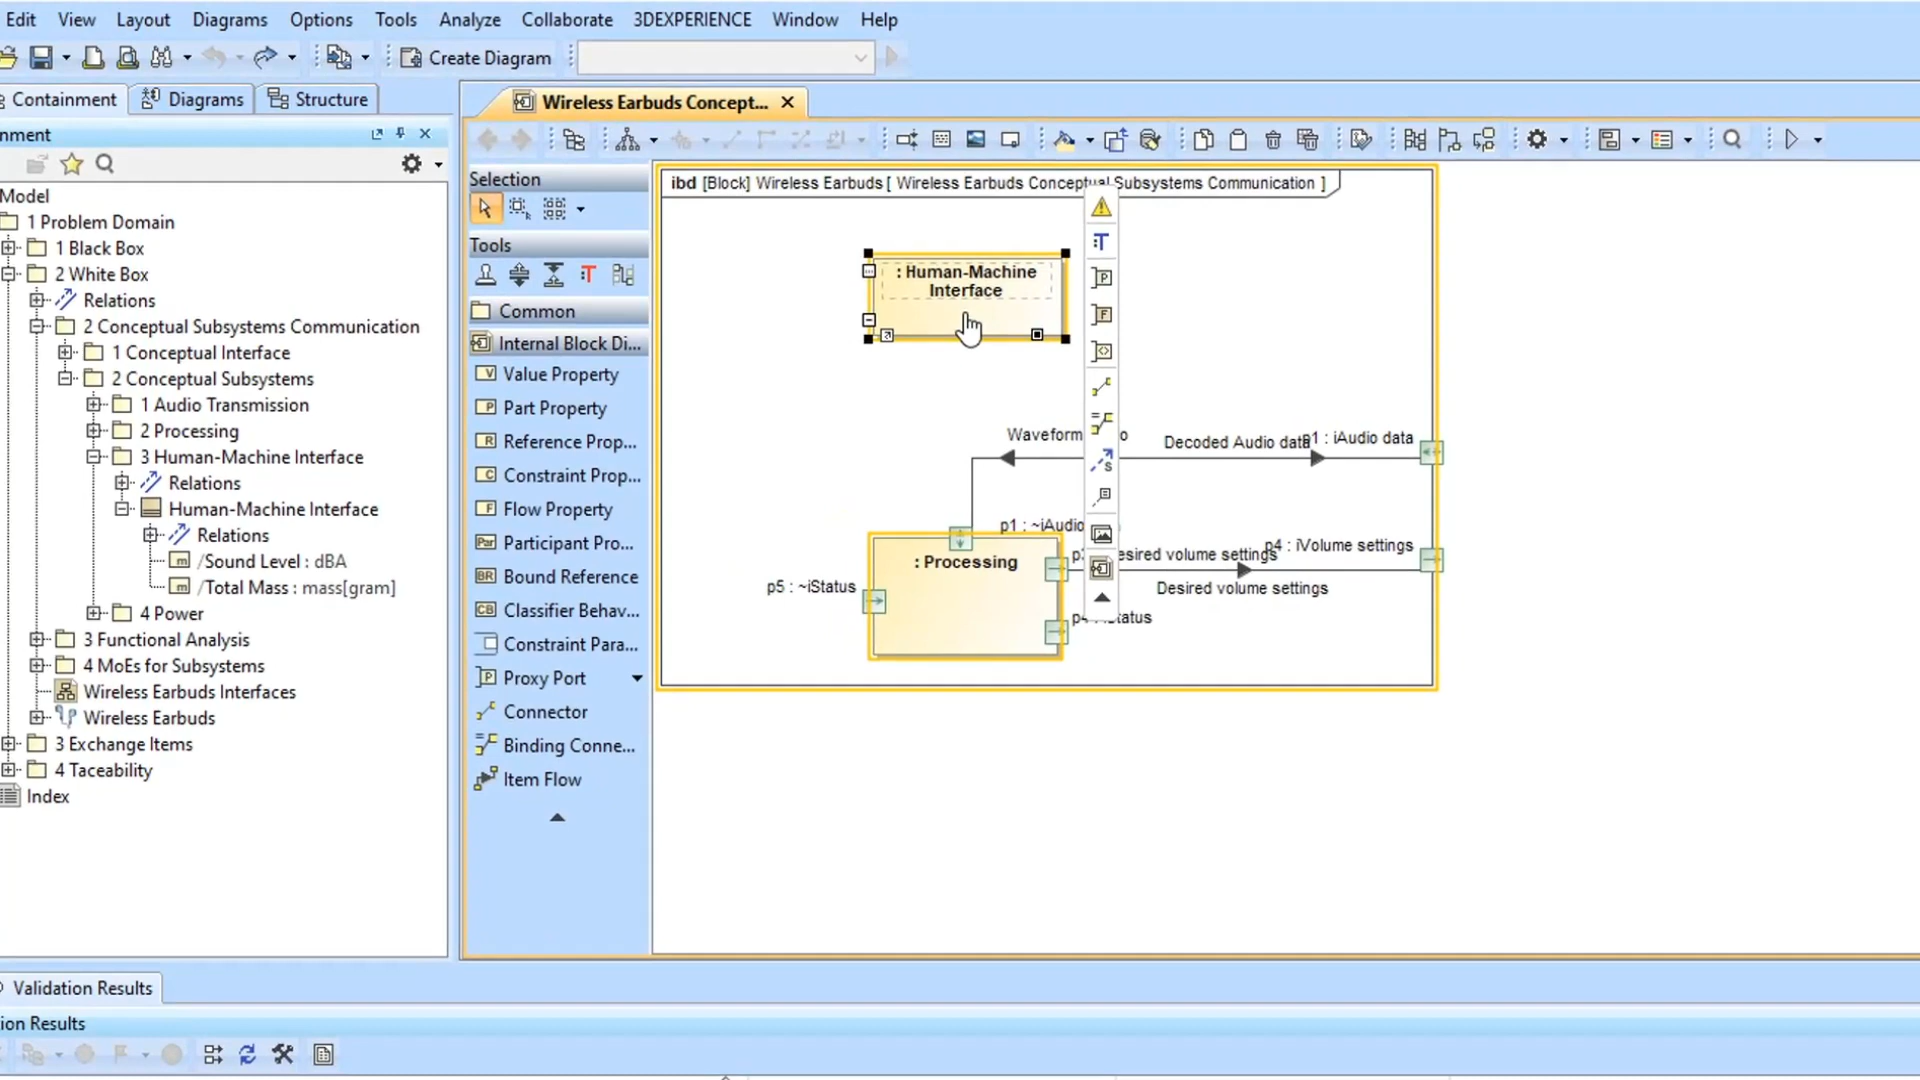 Edit View Layout Diagrams Options Tools Analyze Collaborate 3DEXPERIENCE Window Help
Create Diagram
Containment Diagrams Structure
Wireless Earbuds Concept...
nment
Model
1 Problem Domain
1 Black Box
2 White Box
Relations
2 Conceptual Subsystems Communication
1 Conceptual Interface
2 Conceptual Subsystems
1 Audio Transmission
2 Processing
3 Human-Machine Interface
Relations
Human-Machine Interface
Relations
/Sound Level : dBA
/Total Mass : mass[gram]
4 Power
3 Functional Analysis
4 MoEs for Subsystems
Wireless Earbuds Interfaces
Wireless Earbuds
3 Exchange Items
4 Taceability
Index
Selection
Tools
Common
Internal Block Di...
Value Property
Part Property
Reference Prop...
Constraint Prop...
Flow Property
Participant Pro...
Bound Reference
Classifier Behav...
Constraint Para...
Proxy Port
Connector
Binding Conne...
Item Flow
ibd [Block] Wireless Earbuds [ Wireless Earbuds Conceptual Subsystems Communication ]
: Human-Machine
Interface
Waveform
Decoded Audio data
p1 : iAudio data
p1 : ~iAudio
: Processing
p5 : ~iStatus
desired volume settings
p4 : iVolume settings
Desired volume settings
Validation Results
ion Results